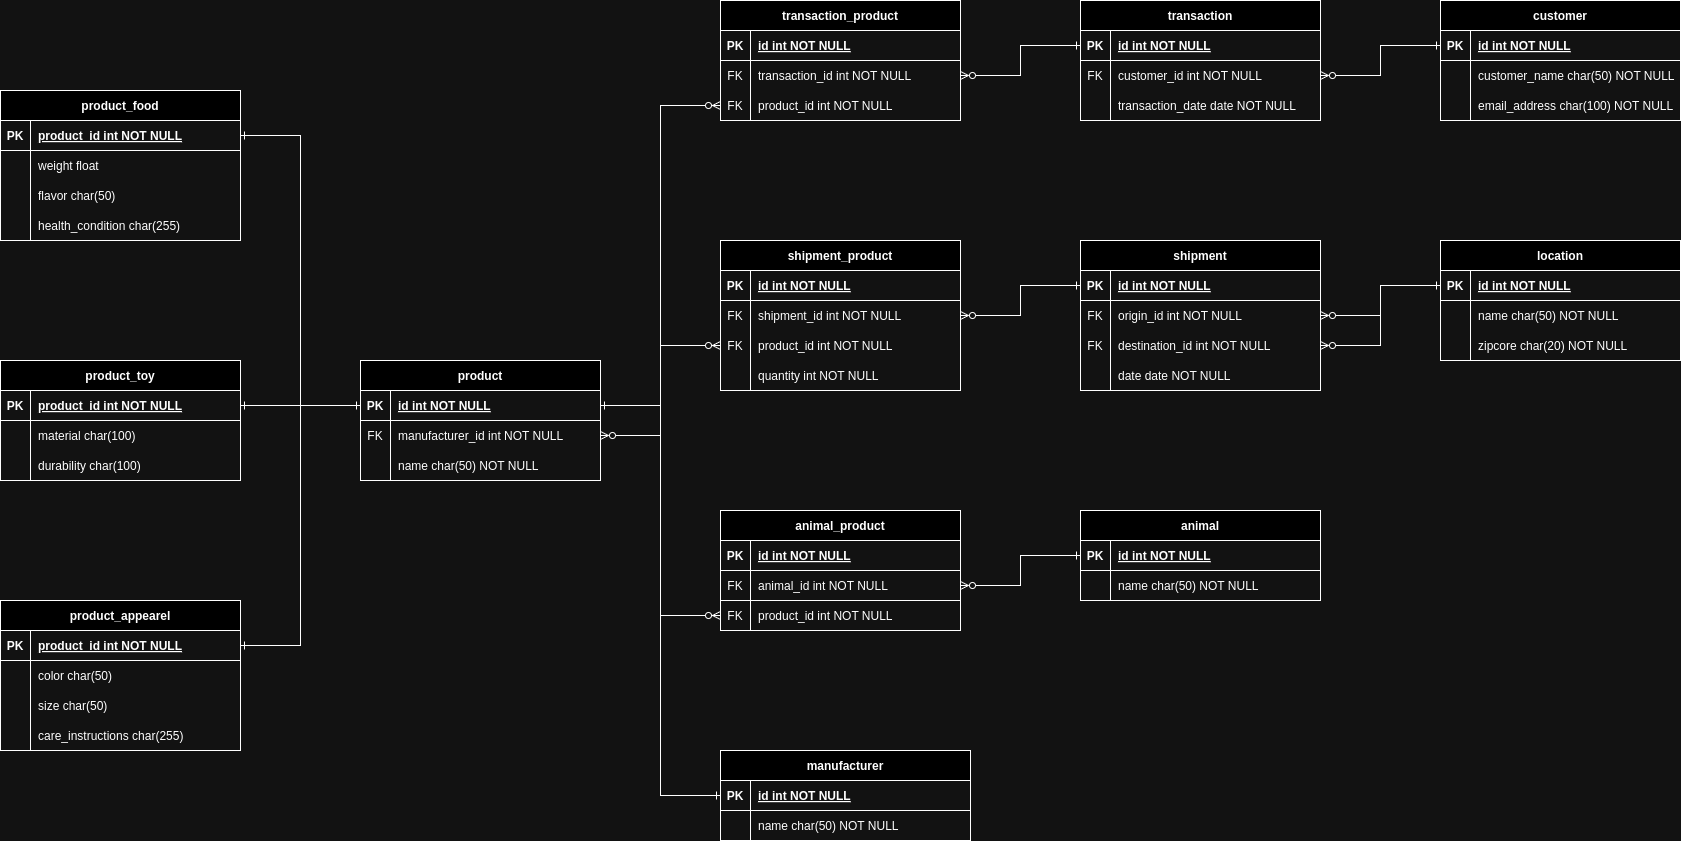 product_food
PK product_id int NOT NULL
weight float
flavor char(50)
health_condition char(255)
product_toy
PK product_id int NOT NULL
material char(100)
durability char(100)
product_appearel
PK product_id int NOT NULL
color char(50)
size char(50)
care_instructions char(255)
product
PK id int NOT NULL
FK manufacturer_id int NOT NULL
name char(50) NOT NULL
transaction_product
PK id int NOT NULL
FK transaction_id int NOT NULL
FK product_id int NOT NULL
transaction
PK id int NOT NULL
FK customer_id int NOT NULL
transaction_date date NOT NULL
customer
PK id int NOT NULL
customer_name char(50) NOT NULL
email_address char(100) NOT NULL
shipment_product
PK id int NOT NULL
FK shipment_id int NOT NULL
FK product_id int NOT NULL
quantity int NOT NULL
shipment
PK id int NOT NULL
FK origin_id int NOT NULL
FK destination_id int NOT NULL
date date NOT NULL
location
PK id int NOT NULL
name char(50) NOT NULL
zipcore char(20) NOT NULL
animal_product
PK id int NOT NULL
FK animal_id int NOT NULL
FK product_id int NOT NULL
animal
PK id int NOT NULL
name char(50) NOT NULL
manufacturer
PK id int NOT NULL
name char(50) NOT NULL